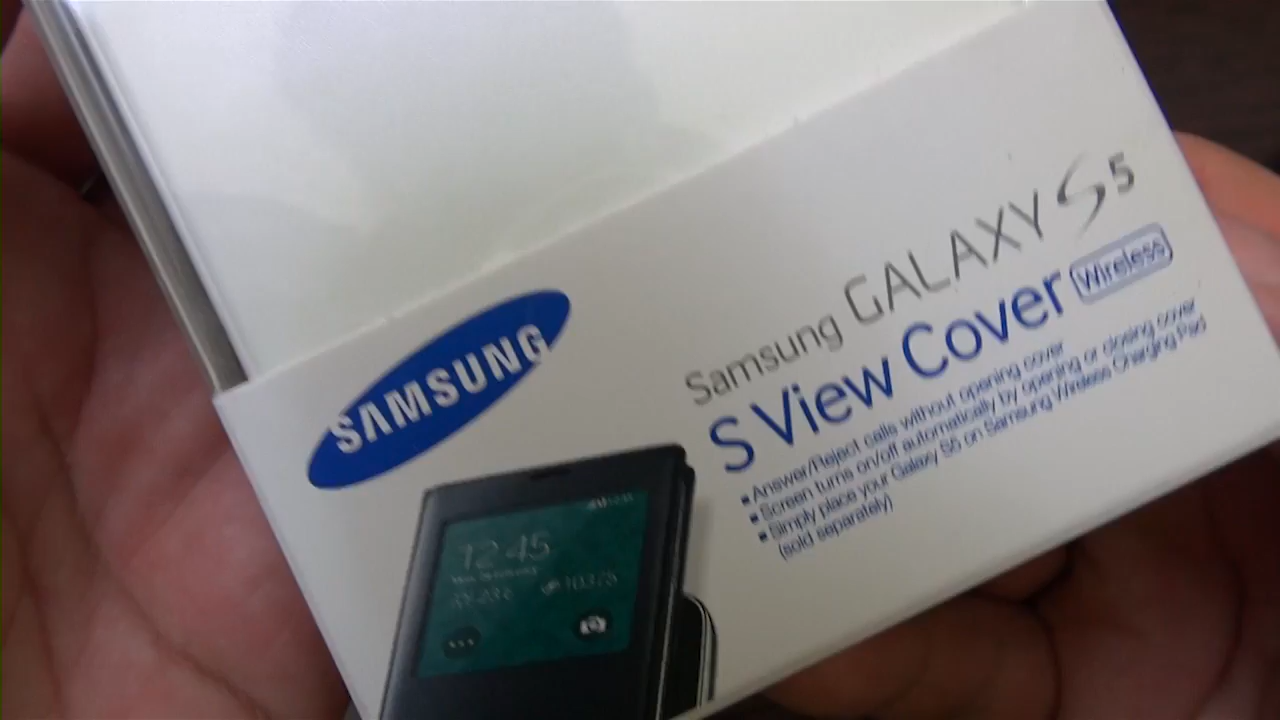 SAMSUNG
Samsung GALAXY S5
S View Cover Wireless
▪ Answer/Reject calls without opening cover
▪ Screen turns on/off automatically by opening or closing cover
▪ Simply place your Galaxy S5 on Samsung Wireless Charging Pad
(sold separately)
12:45